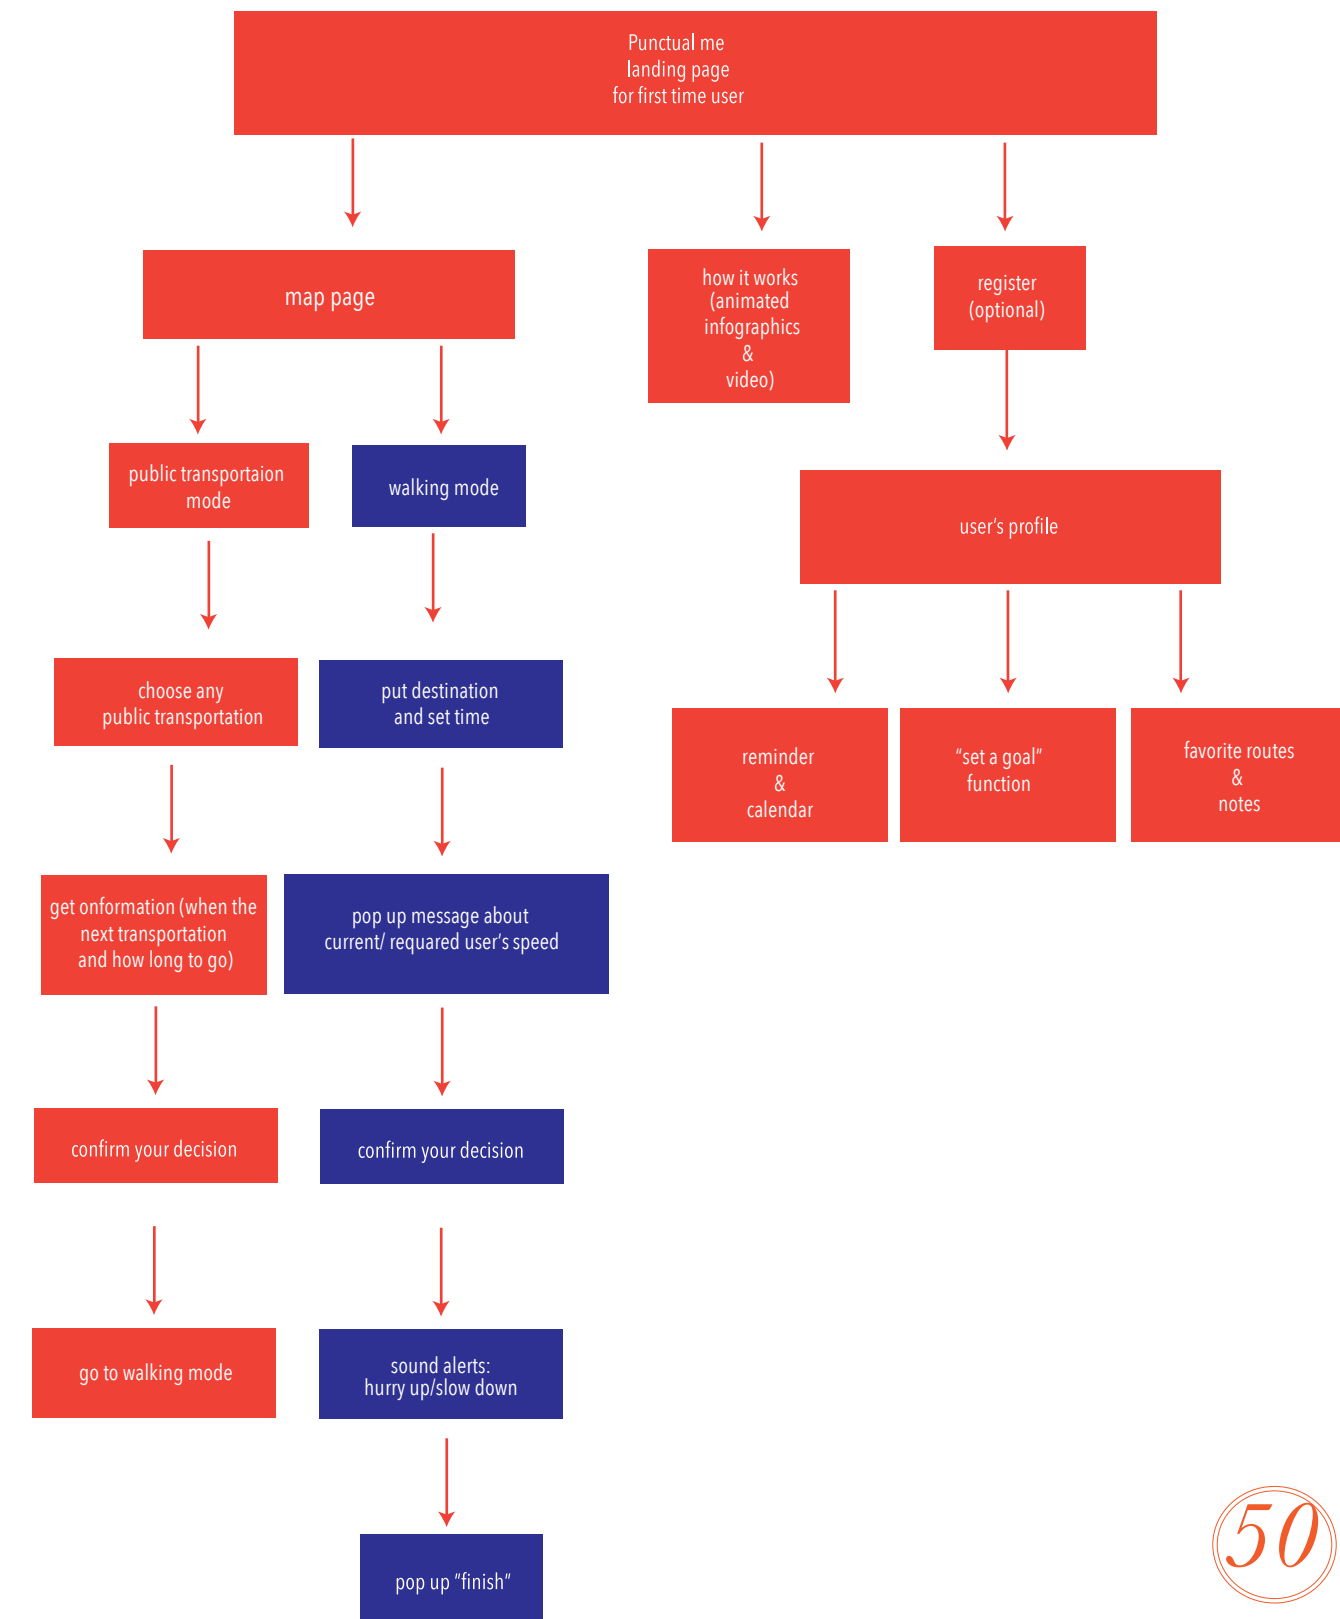 Punctual me
landing page
for first time user
map page
how it works
(animated
infographics
&
video)
register
(optional)
public transportaion
mode
walking mode
user's profile
choose any
public transportation
put destination
and set time
reminder
&
calendar
"set a goal"
function
favorite routes
&
notes
get onformation (when the
next transportation
and how long to go)
pop up message about
current/ requared user's speed
confirm your decision
confirm your decision
go to walking mode
sound alerts:
hurry up/slow down
pop up "finish"
50